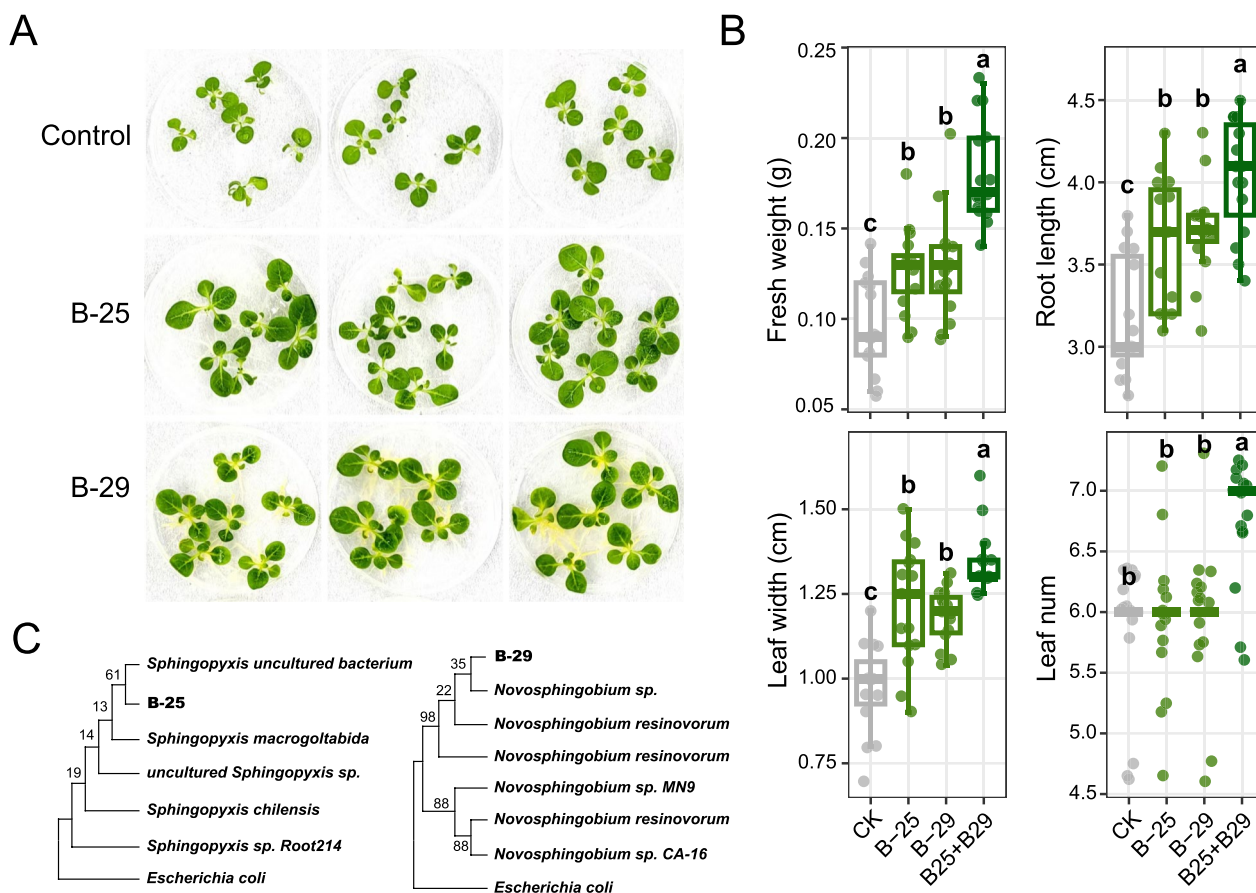 A
Control
B-25
B-29
B
Fresh weight (g)
0.25
0.20
0.15
0.10
0.05
c
b
b
a
Root length (cm)
4.5
4.0
3.5
3.0
c
b
b
a
Leaf width (cm)
1.50
1.25
1.00
0.75
c
b
b
a
CK
B−25
B−29
B25+B29
Leaf num
7.0
6.5
6.0
5.5
5.0
4.5
b
b
b
a
CK
B−25
B−29
B25+B29
C
Sphingopyxis uncultured bacterium
61
B-25
13
Sphingopyxis macrogoltabida
14
uncultured Sphingopyxis sp.
19
Sphingopyxis chilensis
Sphingopyxis sp. Root214
Escherichia coli
35
B-29
Novosphingobium sp.
22
Novosphingobium resinovorum
98
Novosphingobium resinovorum
Novosphingobium sp. MN9
88
Novosphingobium resinovorum
88
Novosphingobium sp. CA-16
Escherichia coli